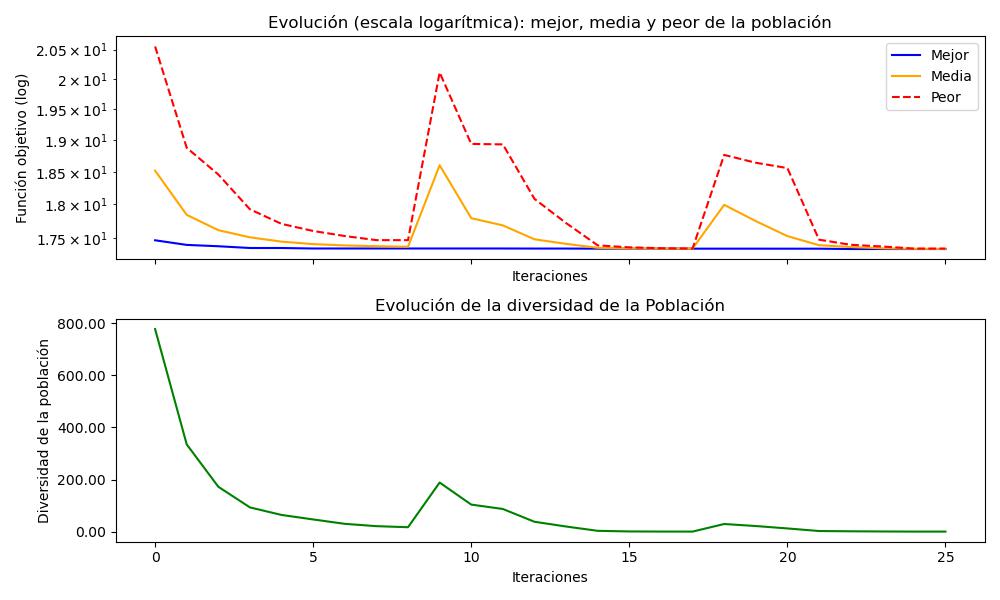 Evolución (escala logarítmica): mejor, media y peor de la población
2.05 × 10¹
2 × 10¹
1.95 × 10¹
1.9 × 10¹
1.85 × 10¹
1.8 × 10¹
1.75 × 10¹
Función objetivo (log)
Mejor
Media
Peor
Iteraciones
Evolución de la diversidad de la Población
800.00
600.00
400.00
200.00
0.00
Diversidad de la población
0 5 10 15 20 25
Iteraciones